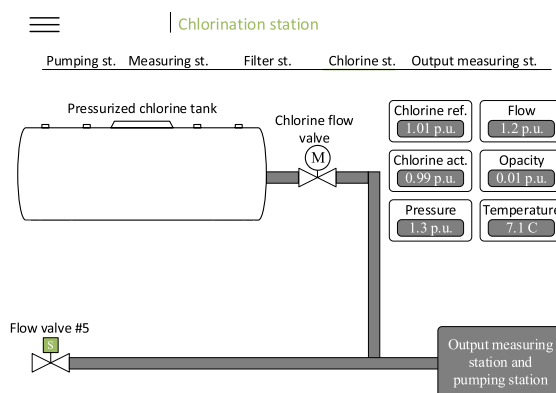 Chlorination station
Pumping st. Measuring st. Filter st. Chlorine st. Output measuring st.
Pressurized chlorine tank
Chlorine flow
valve
M
Chlorine ref.
1.01 p.u.
Flow
1.2 p.u.
Chlorine act.
0.99 p.u.
Opacity
0.01 p.u.
Pressure
1.3 p.u.
Temperature
7.1 C
Flow valve #5
S
Output measuring
station and
pumping station